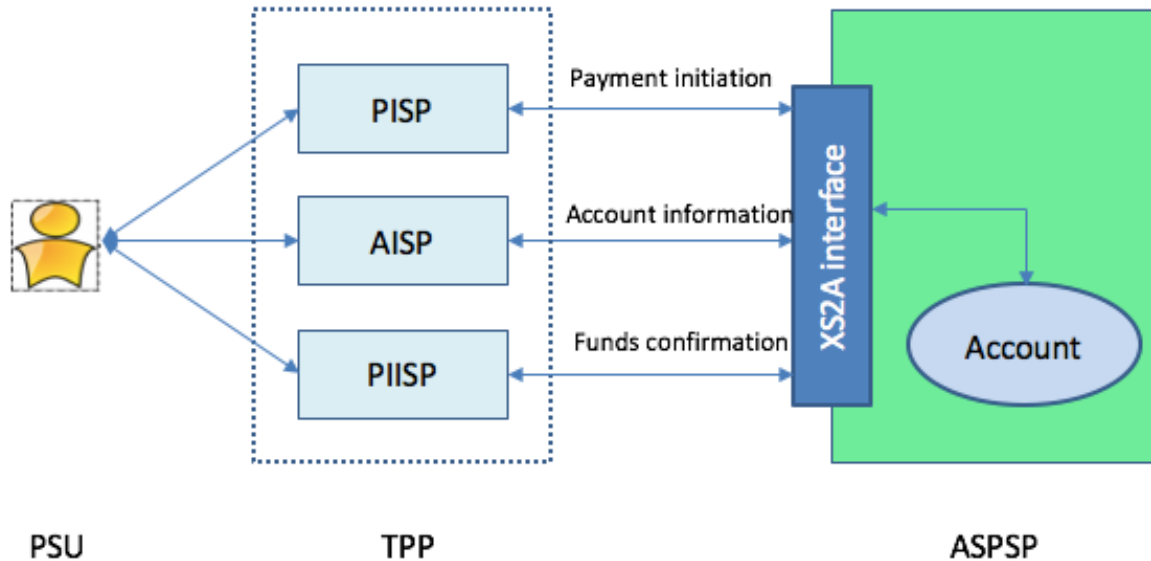 Payment initiation
PISP
Account information
AISP
XS2A interface
Funds confirmation
PIISP
Account
PSU
TPP
ASPSP